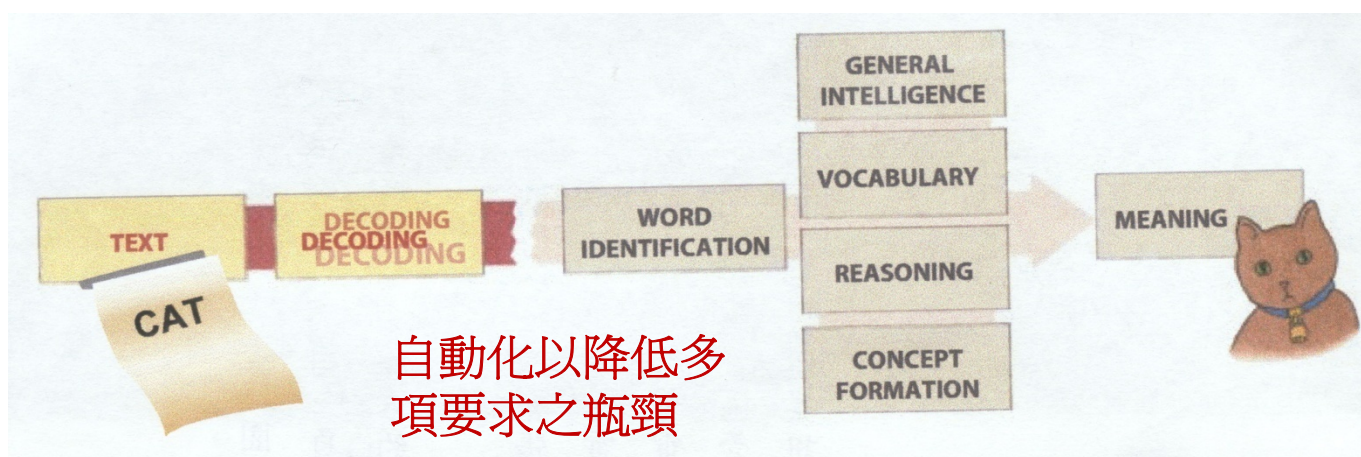 GENERAL
INTELLIGENCE
VOCABULARY
TEXT
DECODING
DECODING
DECODING
WORD
IDENTIFICATION
MEANING
REASONING
CAT
CONCEPT
FORMATION
自動化以降低多
項要求之瓶頸